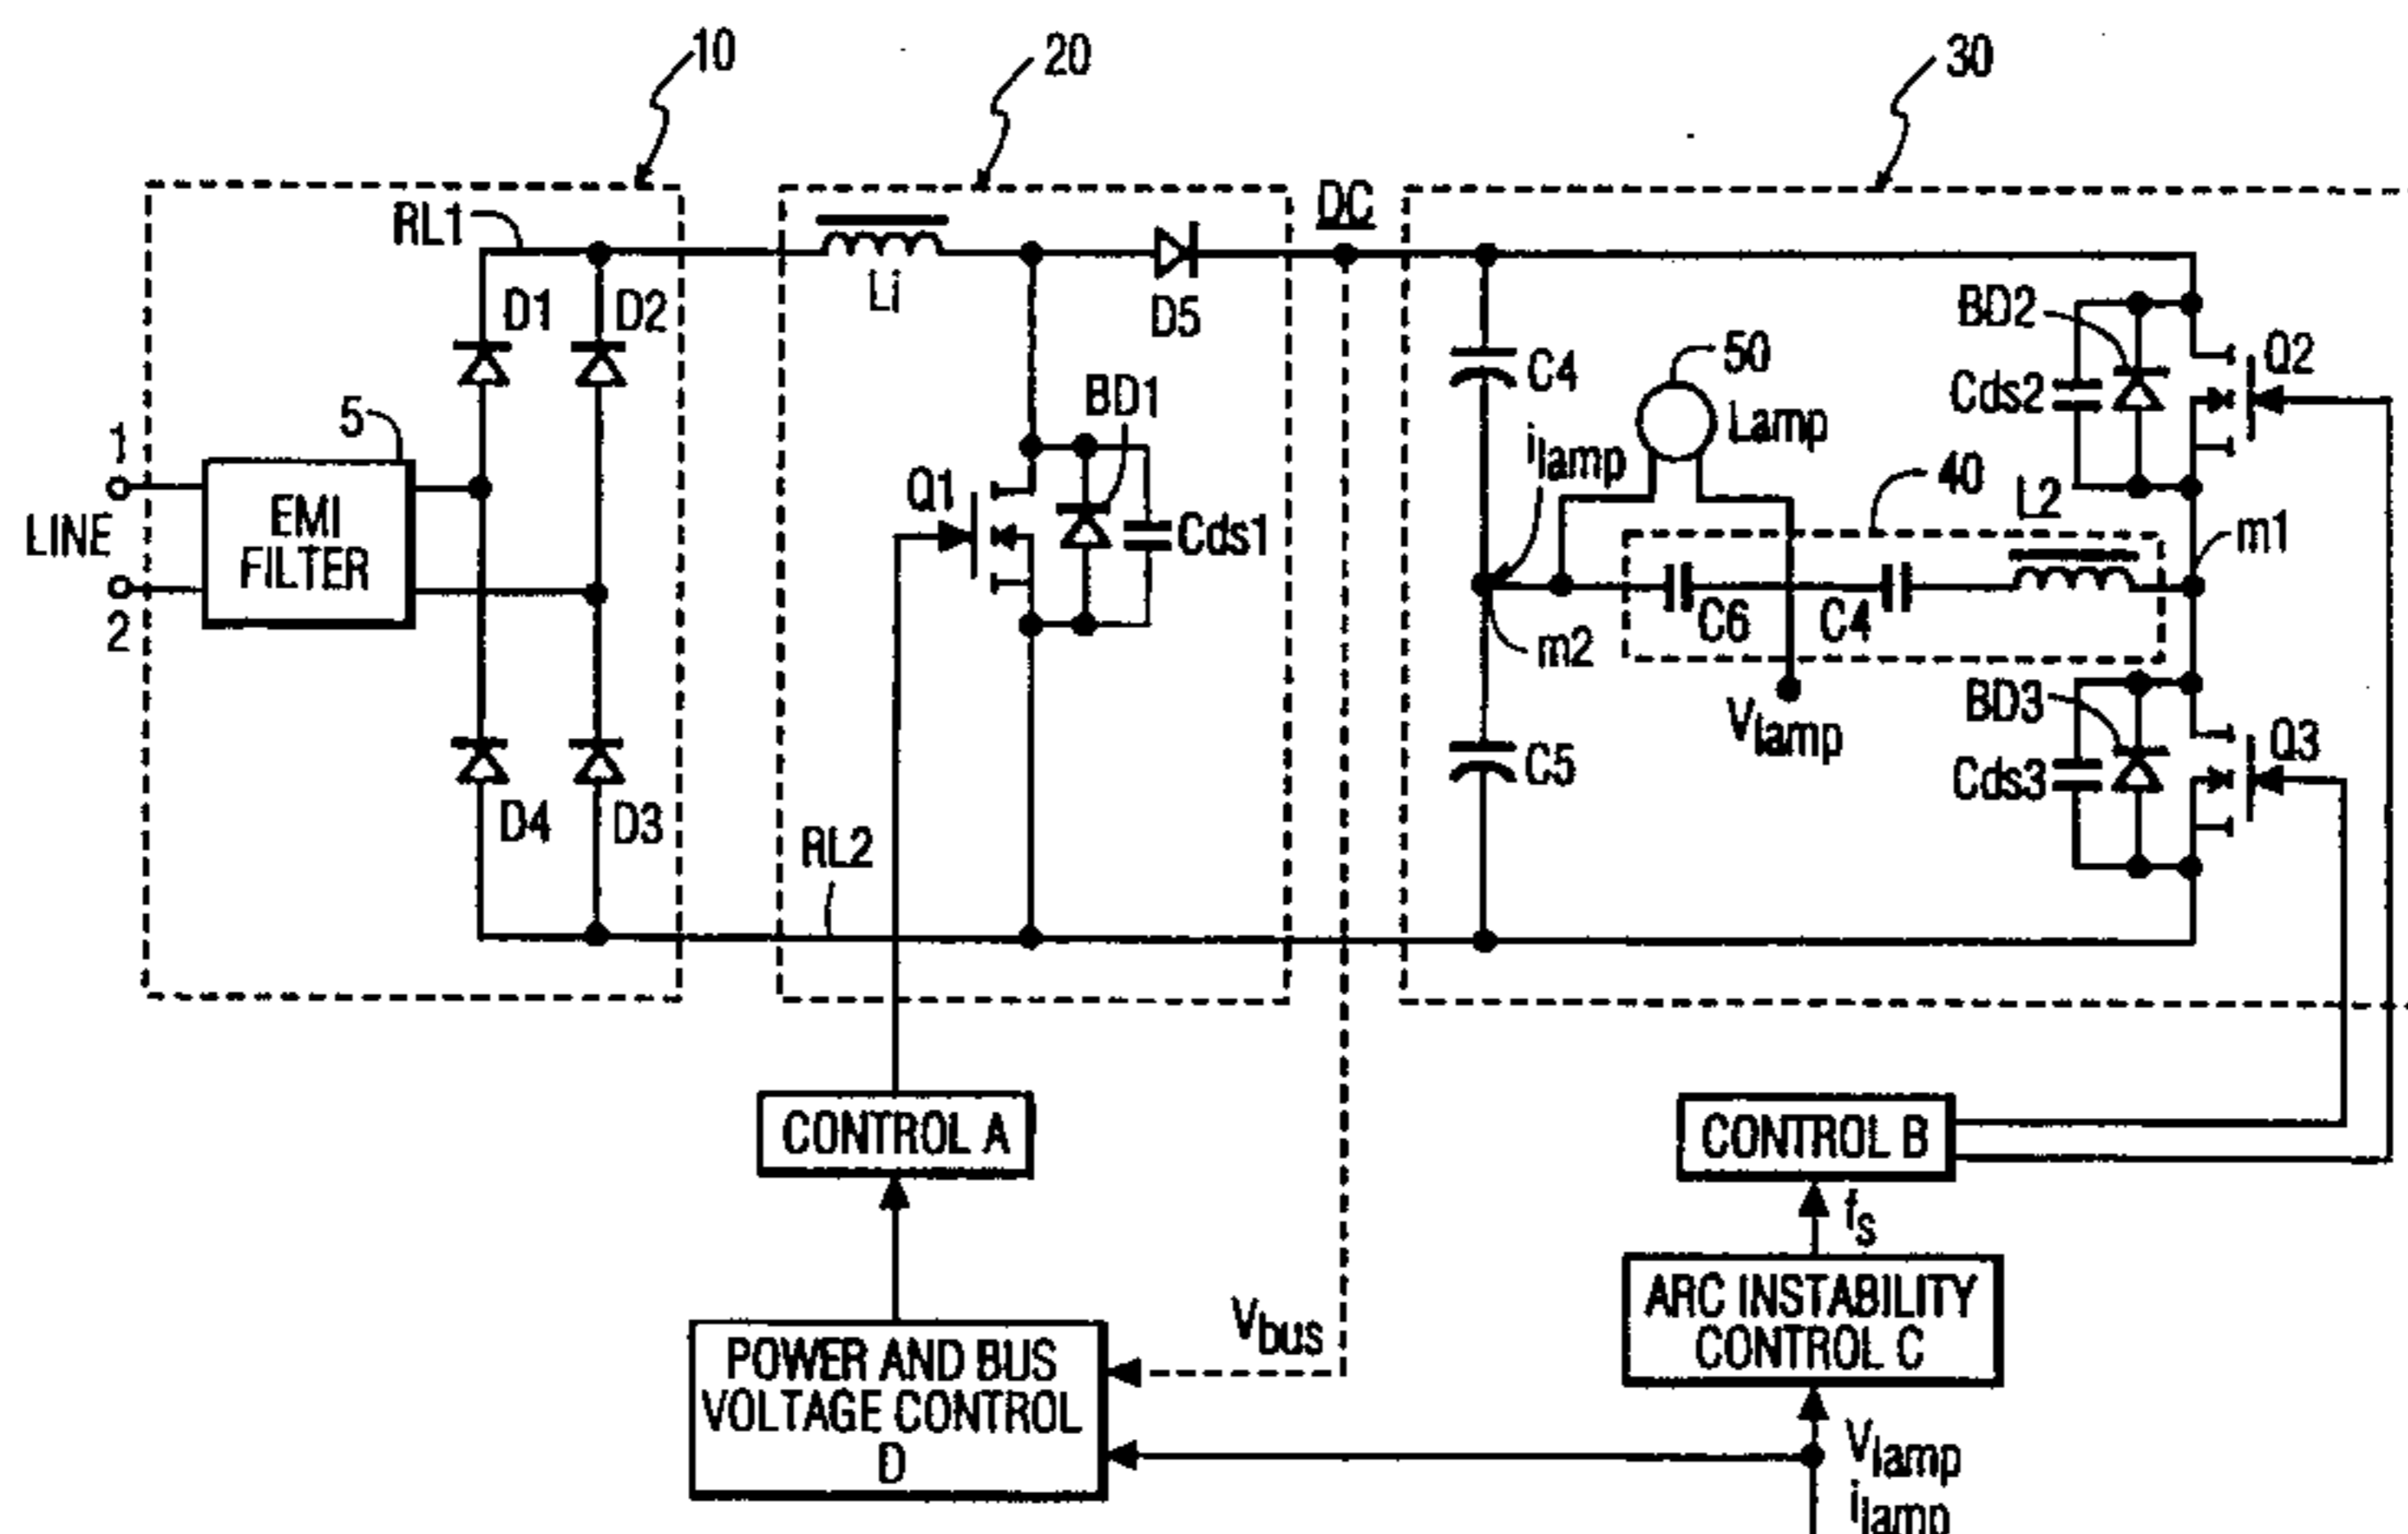 10
20
30
RL1
DC
Li
D5
D1
D2
BD2
Q2
C4
50
Lamp
Cds2
BD1
5
1
ilamp
40
L2
Q1
Cds1
m1
LINE
EMI
FILTER
2
C6
C4
m2
Vlamp
BD3
Q3
C5
Cds3
D4
D3
RL2
CONTROL A
CONTROL B
fs
ARC INSTABILITY
CONTROL C
Vbus
POWER AND BUS
VOLTAGE CONTROL
D
Vlamp
ilamp